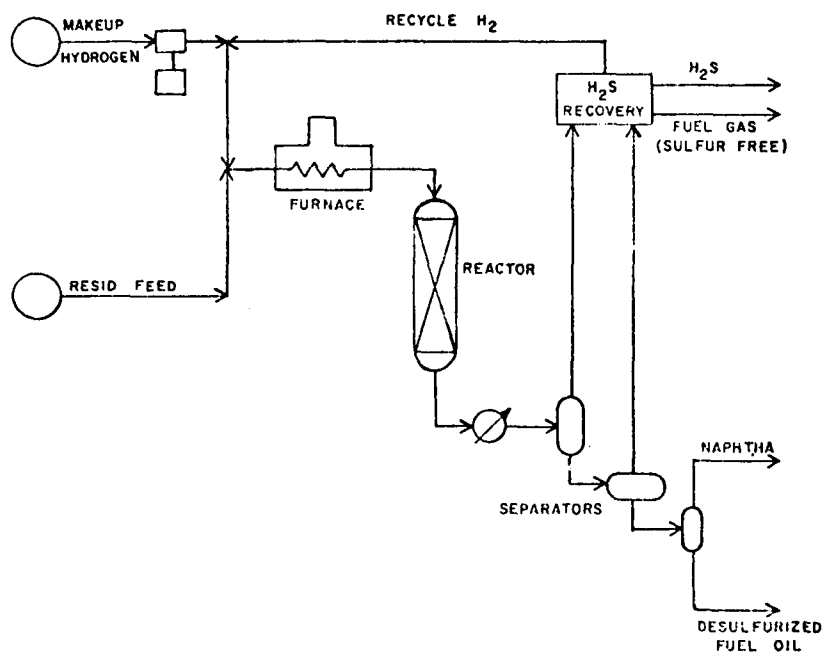 RECYCLE H2
MAKEUP
HYDROGEN
H2S
H2S
RECOVERY
FUEL GAS
(SULFUR FREE)
FURNACE
REACTOR
RESID FEED
NAPHTHA
SEPARATORS
DESULFURIZED
FUEL OIL